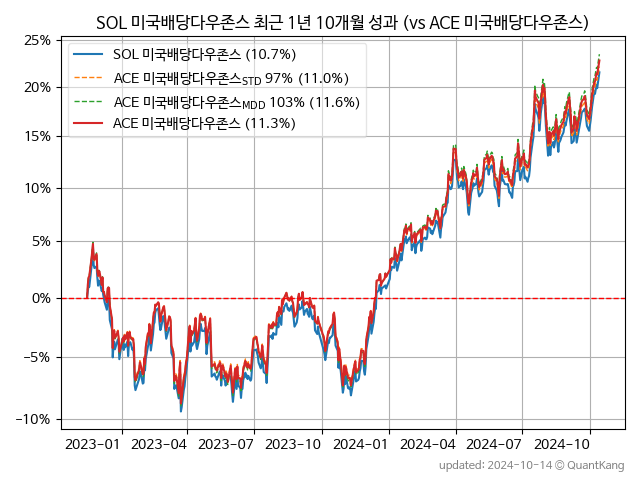 SOL 미국배당다우존스 최근 1년 10개월 성과 (vs ACE 미국배당다우존스)
25%
20%
15%
10%
5%
0%
−5%
−10%
SOL 미국배당다우존스 (10.7%)
ACE 미국배당다우존스STD 97% (11.0%)
ACE 미국배당다우존스MDD 103% (11.6%)
ACE 미국배당다우존스 (11.3%)
2023-01 2023-04 2023-07 2023-10 2024-01 2024-04 2024-07 2024-10
updated: 2024-10-14 © QuantKang